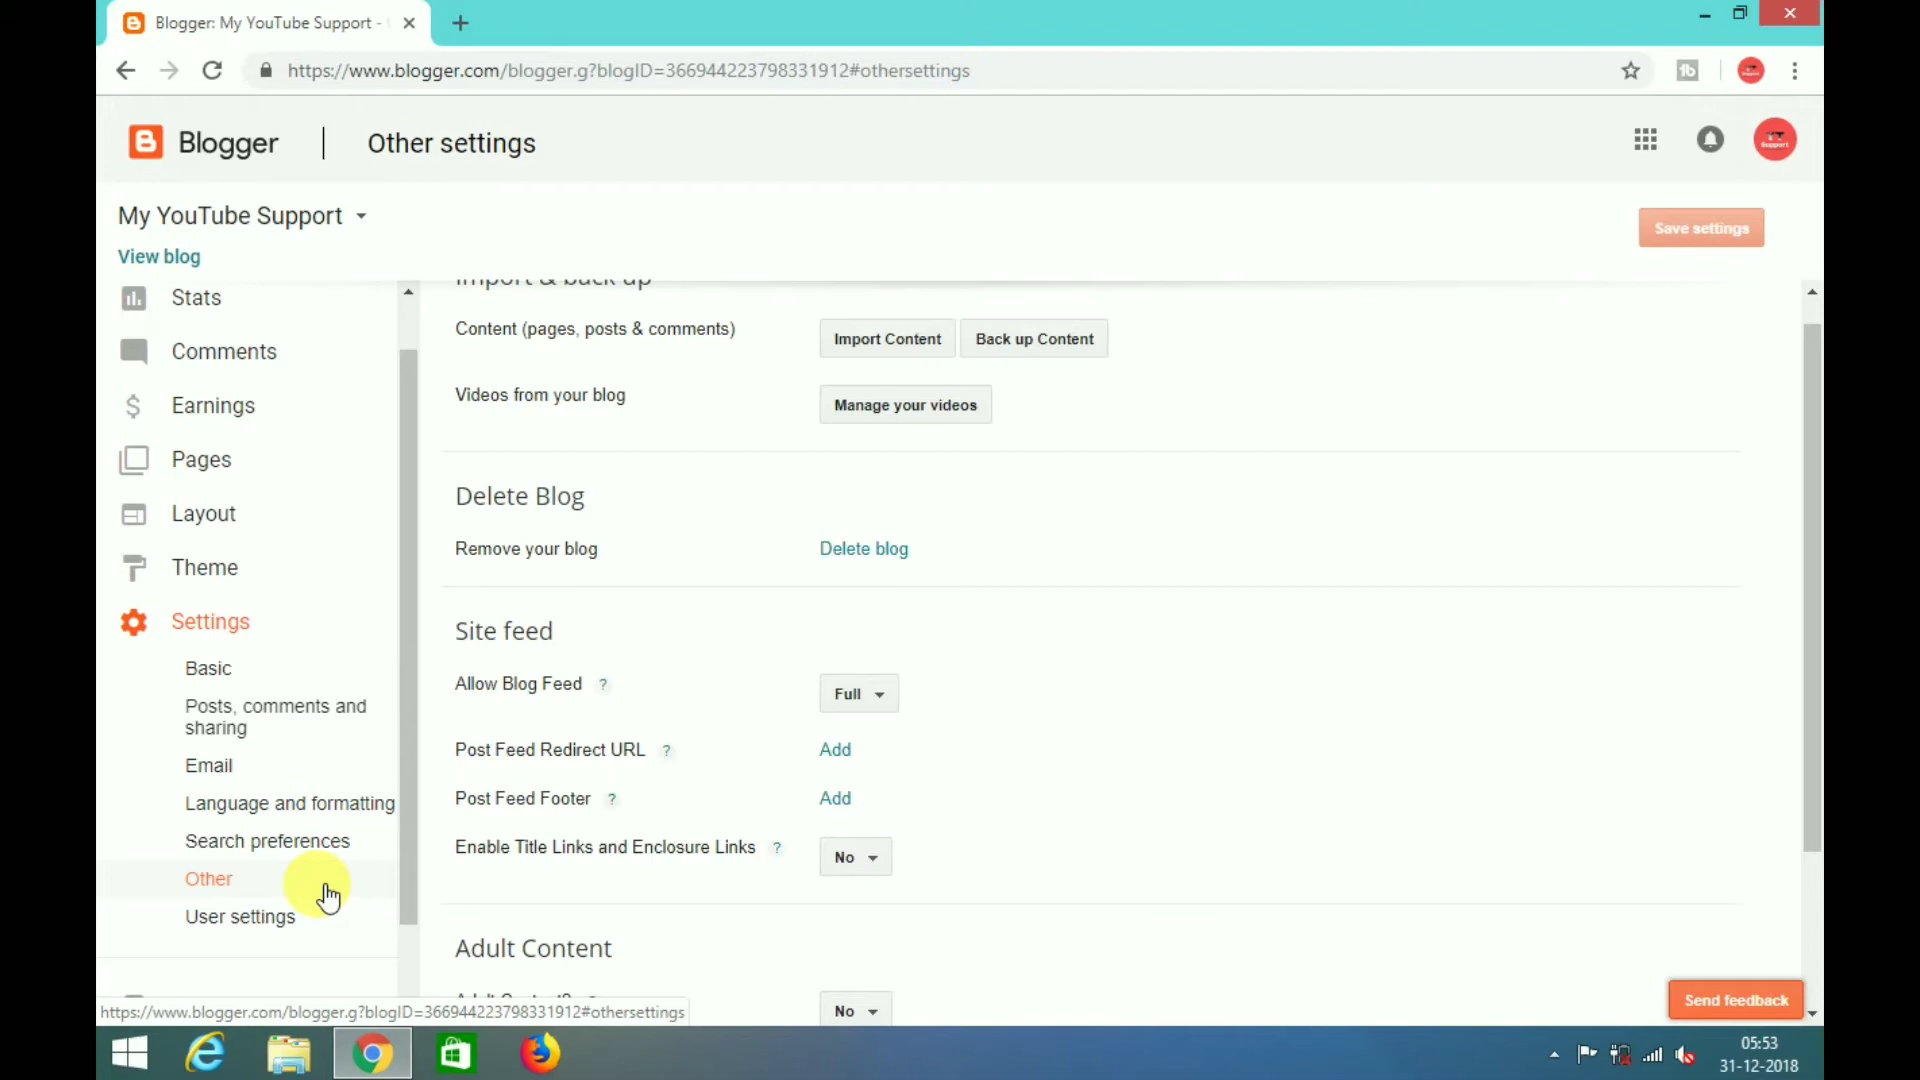 Blogger: My YouTube Support -
https://www.blogger.com/blogger.g?blogID=366944223798331912#othersettings
Blogger
Other settings
My YouTube Support
Save settings
View blog
Stats
Comments
Earnings
Pages
Layout
Theme
Settings
Basic
Posts, comments and
sharing
Email
Language and formatting
Search preferences
Other
User settings
Import & back up
Content (pages, posts & comments)
Import Content
Back up Content
Videos from your blog
Manage your videos
Delete Blog
Remove your blog
Delete blog
Site feed
Allow Blog Feed ?
Full
Post Feed Redirect URL ?
Add
Post Feed Footer ?
Add
Enable Title Links and Enclosure Links ?
No
Adult Content
No
Send feedback
https://www.blogger.com/blogger.g?blogID=366944223798331912#othersettings
05:53
31-12-2018